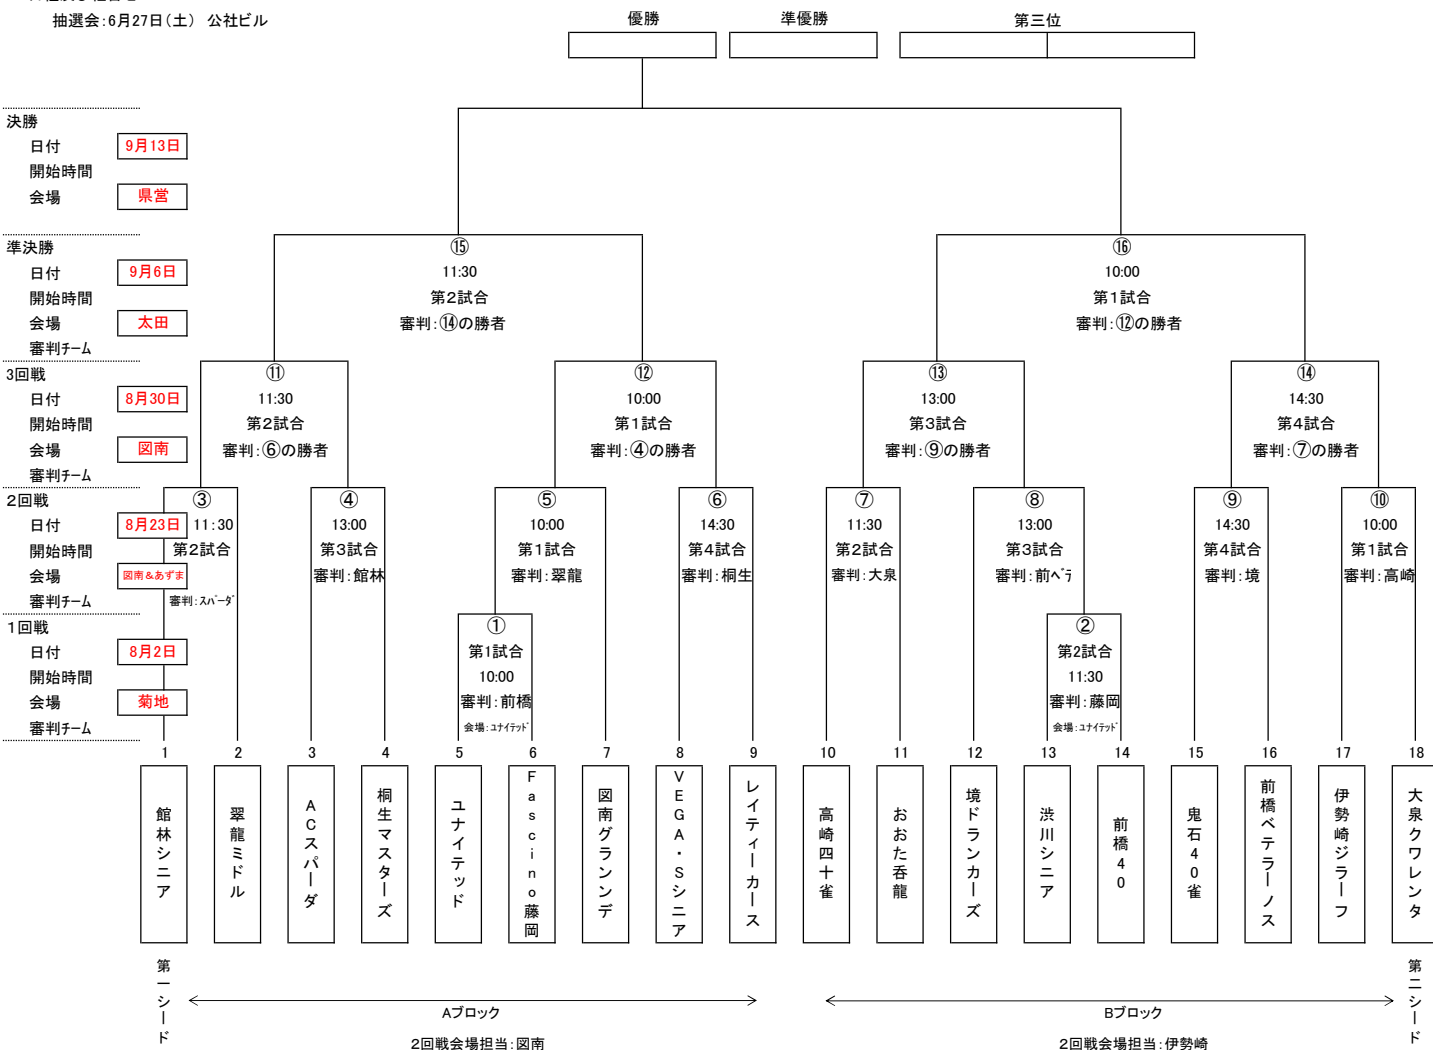 抽選会：6月27日（土）　公社ビル
優勝
準優勝
第三位
決勝
日付
9月13日
開始時間
会場
県営
準決勝
日付
9月6日
開始時間
会場
太田
審判チーム
⑮
11:30
第2試合
審判：⑭の勝者
⑯
10:00
第1試合
審判：⑫の勝者
3回戦
日付
8月30日
開始時間
会場
図南
審判チーム
⑪
11:30
第2試合
審判：⑥の勝者
⑫
10:00
第1試合
審判：④の勝者
⑬
13:00
第3試合
審判：⑨の勝者
⑭
14:30
第4試合
審判：⑦の勝者
2回戦
日付
8月23日
開始時間
会場
図南＆あずま
審判チーム
③
11:30
第2試合
審判：スパーダ
④
13:00
第3試合
審判：館林
⑤
10:00
第1試合
審判：翠龍
⑥
14:30
第4試合
審判：桐生
⑦
11:30
第2試合
審判：大泉
⑧
13:00
第3試合
審判：前ベテ
⑨
14:30
第4試合
審判：境
⑩
10:00
第1試合
審判：高崎
1回戦
日付
8月2日
開始時間
会場
菊地
審判チーム
①
第1試合
10:00
審判：前橋
会場：ユナイテッド
②
第2試合
11:30
審判：藤岡
会場：ユナイテッド
1
2
3
4
5
6
7
8
9
10
11
12
13
14
15
16
17
18
館林シニア
翠龍ミドル
ACスパーダ
桐生マスターズ
ユナイテッド
Fascino藤岡
図南グランンデ
VEGA・Sシニア
レイティーカース
高崎四十雀
おおた呑龍
境ドランカーズ
渋川シニア
前橋40
鬼石40雀
前橋ベテラーノス
伊勢崎ジラーフ
大泉クワレンタ
第一シード
Aブロック
2回戦会場担当：図南
Bブロック
2回戦会場担当：伊勢崎
第二シード